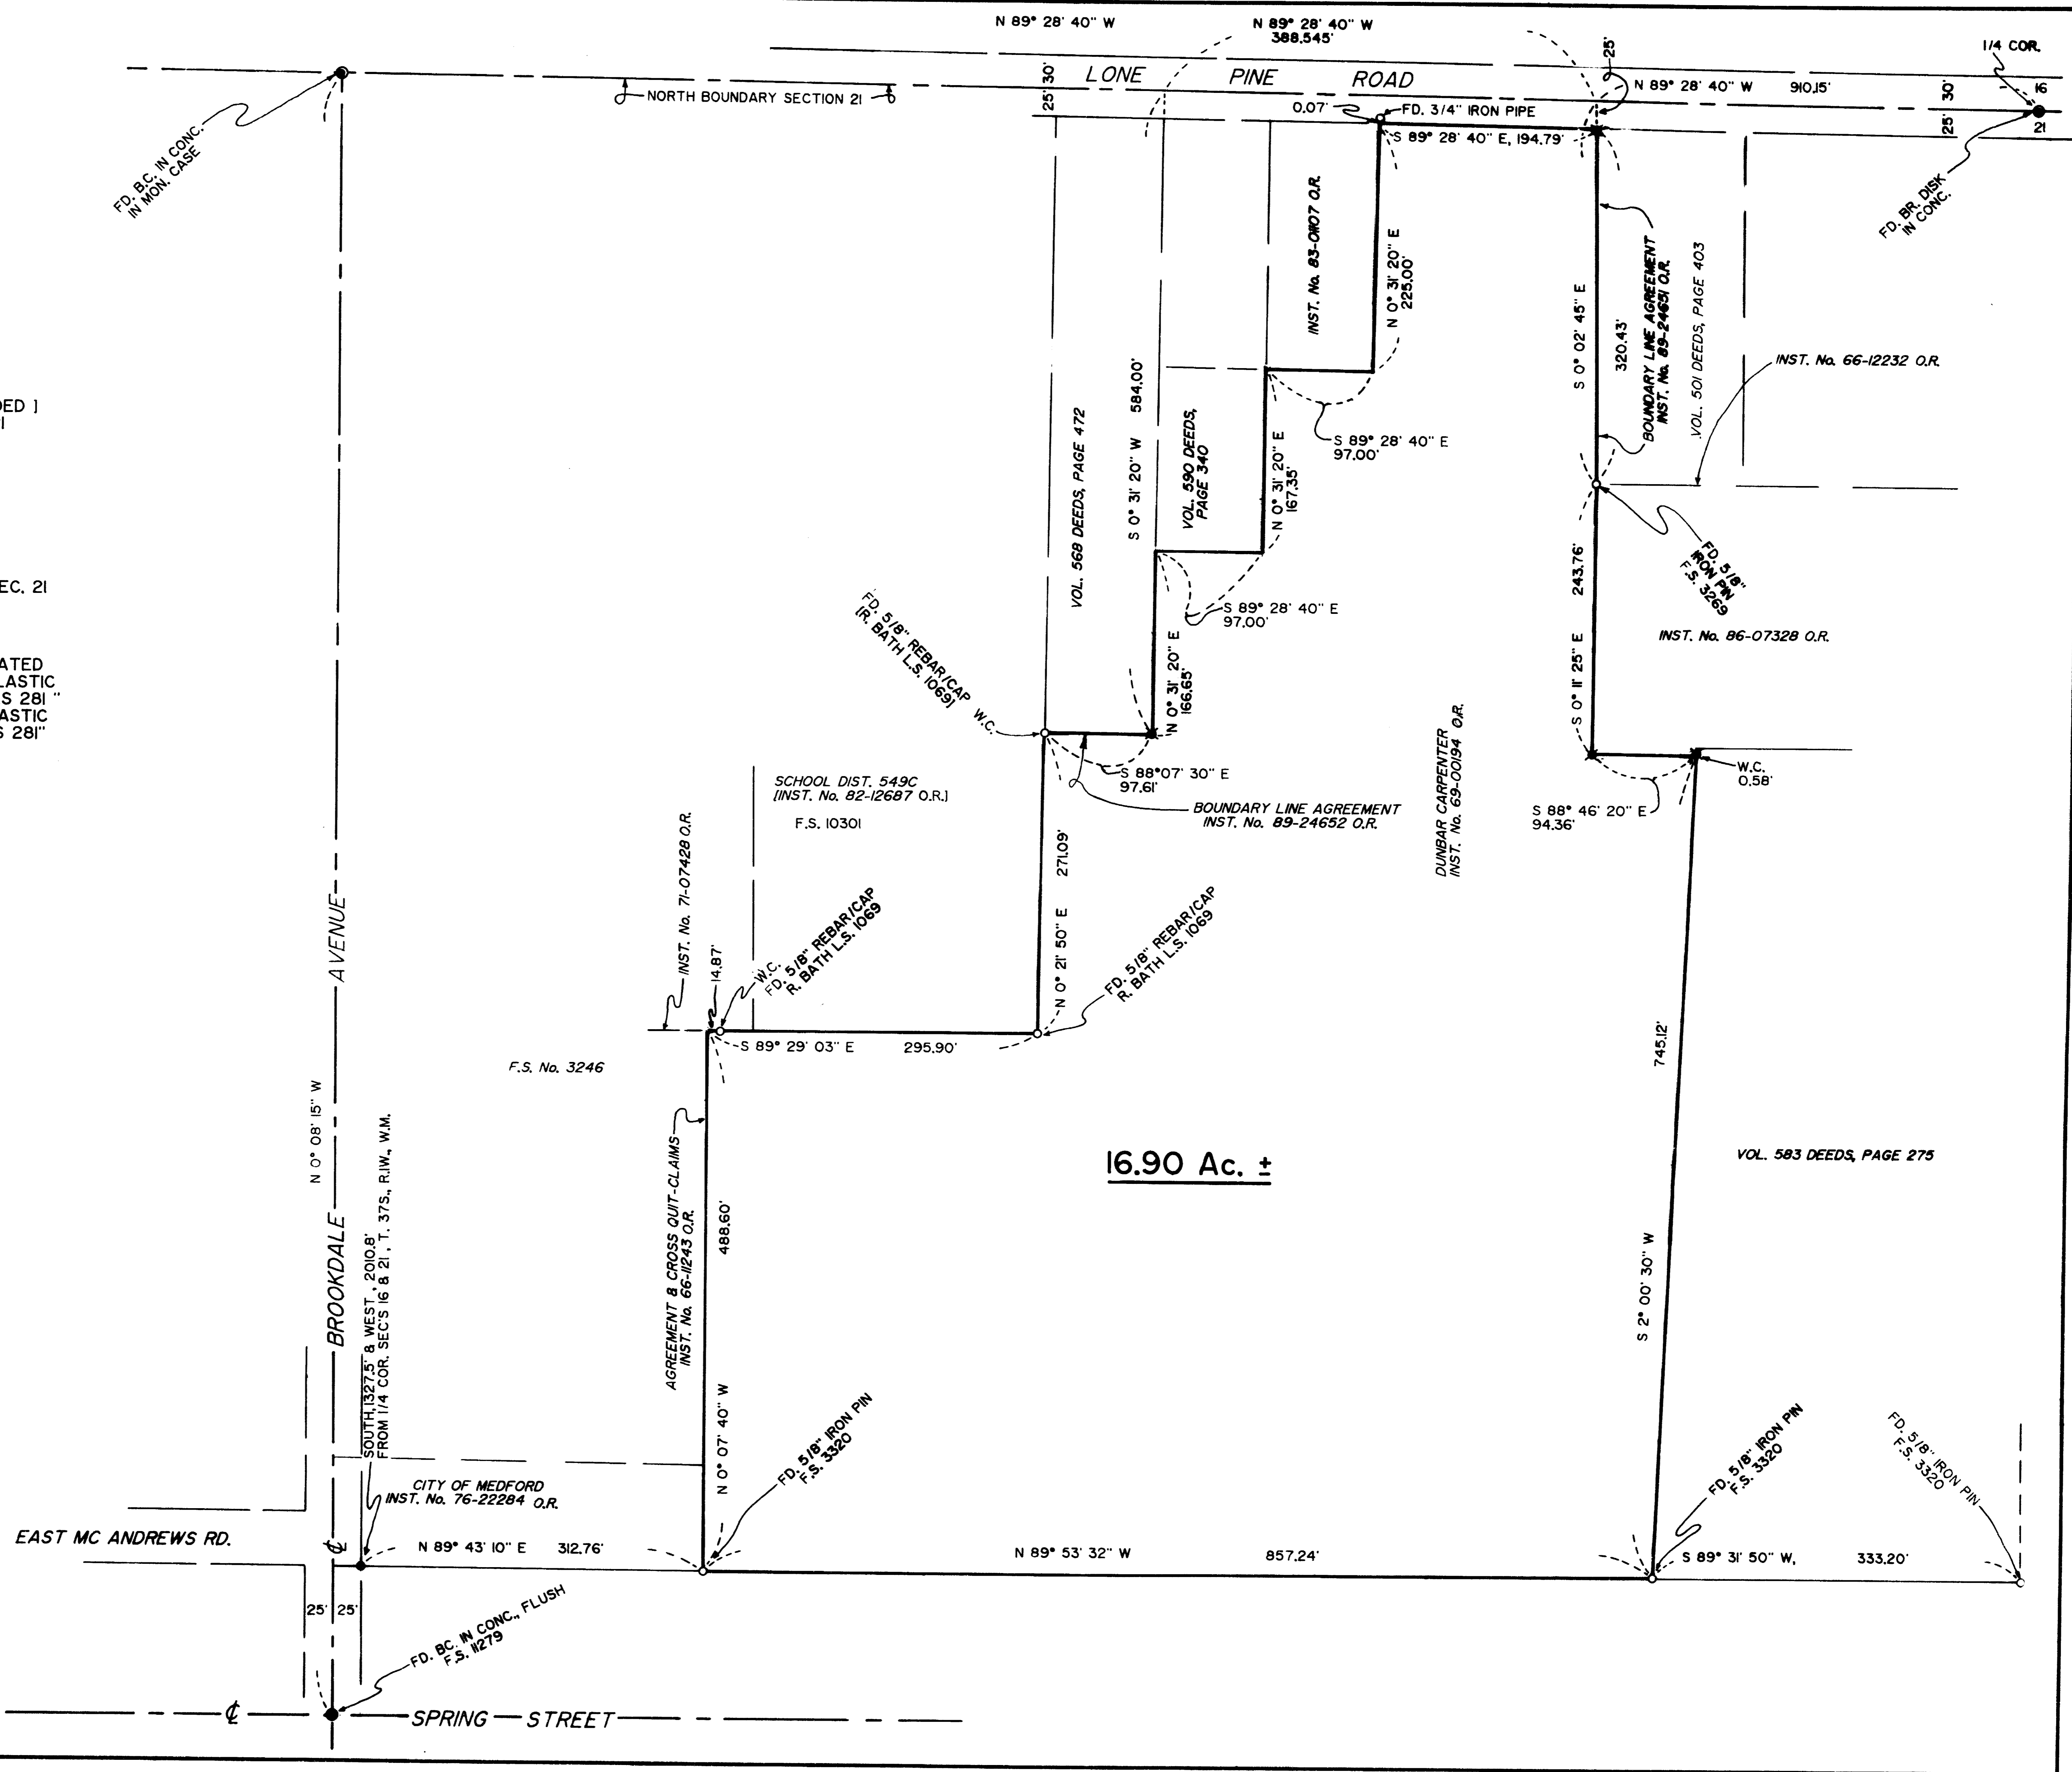 N 89° 28' 40" W
N 89° 28' 40" W
388.545'
25'
1/4 COR.
LONE PINE ROAD
25' 30'
NORTH BOUNDARY SECTION 21
N 89° 28' 40" W 910.15'
25' 30'
16
21
0.07'
FD. 3/4" IRON PIPE
S 89° 28' 40" E, 194.79'
FD. B.C. IN CONC.
IN MON. CASE
FD. BR. DISK
IN CONC.
INST. No. 83-01107 O.R.
N 0° 31' 20" E
225.00'
S 0° 02' 45" E
320.43'
BOUNDARY LINE AGREEMENT
INST. No. 89-24651 O.R.
VOL. 501 DEEDS, PAGE 403
INST. No. 66-12232 O.R.
DED ]
VOL. 568 DEEDS, PAGE 472
S 0° 31' 20" W 584.00'
VOL. 590 DEEDS,
PAGE 340
N 0° 31' 20" E
167.35'
S 89° 28' 40" E
97.00'
FD. 5/8"
IRON PIN
F.S. 3269
243.76'
S 0° 11' 25" E
INST. No. 86-07328 O.R.
EC. 21
ATED
LASTIC
S 281 "
ASTIC
S 281"
FD. 5/8" REBAR/CAP
[R. BATH L.S. 1069]
W.C.
S 89° 28' 40" E
97.00'
N 0° 31' 20" E
166.65'
S 88° 07' 30" E
97.61'
BOUNDARY LINE AGREEMENT
INST. No. 89-24652 O.R.
DUNBAR CARPENTER
INST. No. 69-00194 O.R.
W.C.
0.58'
S 88° 46' 20" E
94.36'
SCHOOL DIST. 549C
[INST. No. 82-12687 O.R.]
F.S. 10301
INST. No. 71-07428 O.R.
14.87'
W.C.
FD. 5/8" REBAR/CAP
R. BATH L.S. 1069
N 0° 21' 50" E 271.09'
FD. 5/8" REBAR/CAP
R. BATH L.S. 1069
S 89° 29' 03" E 295.90'
F.S. No. 3246
BROOKDALE AVENUE
N 0° 08' 15" W
SOUTH, 1327.5' & WEST, 2010.8'
FROM 1/4 COR. SEC'S 16 & 21, T. 37S., R.1W., W.M.
AGREEMENT & CROSS QUIT-CLAIMS
INST. No. 66-11243 O.R.
488.60'
N 0° 07' 40" W
16.90 Ac. ±
745.12'
S 2° 00' 30" W
VOL. 583 DEEDS, PAGE 275
FD. 5/8" IRON PIN
F.S. 3320
FD. 5/8" IRON PIN
F.S. 3320
FD. 5/8" IRON PIN
F.S. 3320
CITY OF MEDFORD
INST. No. 76-22284 O.R.
EAST MC ANDREWS RD.
℄
N 89° 43' 10" E 312.76'
N 89° 53' 32" W 857.24'
S 89° 31' 50" W, 333.20'
25' 25'
FD. BC. IN CONC., FLUSH
F.S. 11279
℄ SPRING STREET